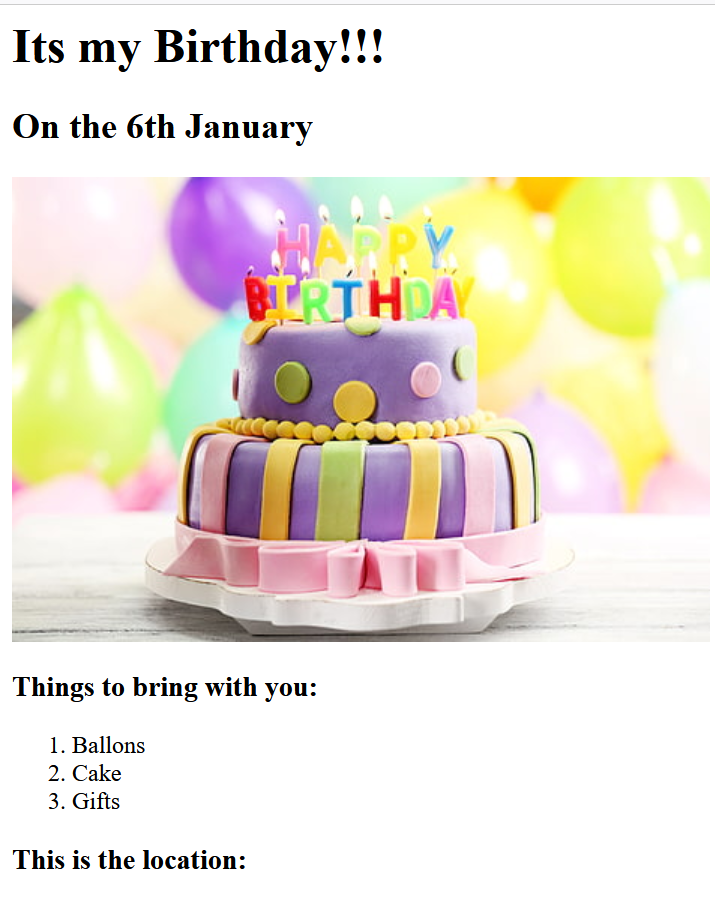 Its my Birthday!!!
On the 6th January
HAPPY
BIRTHDAY
Things to bring with you:
1. Ballons
2. Cake
3. Gifts
This is the location: